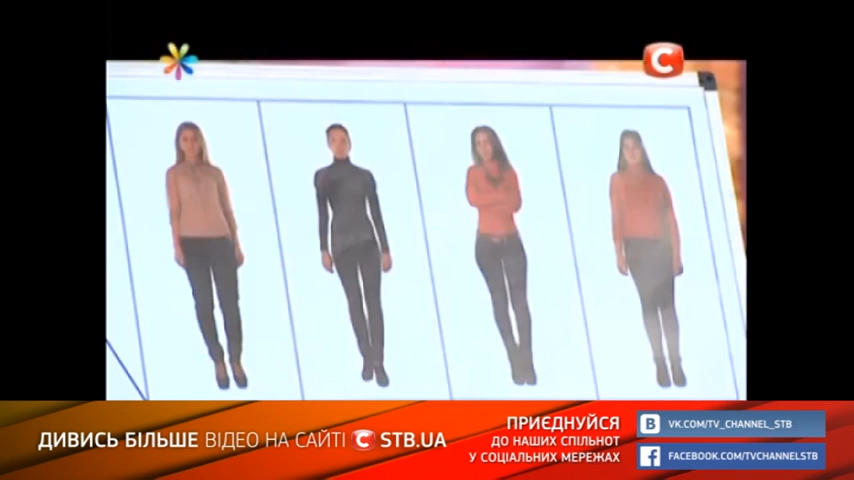 C
ДИВИСЬ БІЛЬШЕ ВІДЕО НА САЙТІ C STB.UA
ПРИЄДНУЙСЯ
ДО НАШИХ СПІЛЬНОТ
У СОЦІАЛЬНИХ МЕРЕЖАХ
B VK.COM/TV_CHANNEL_STB
f FACEBOOK.COM/TVCHANNELSTB